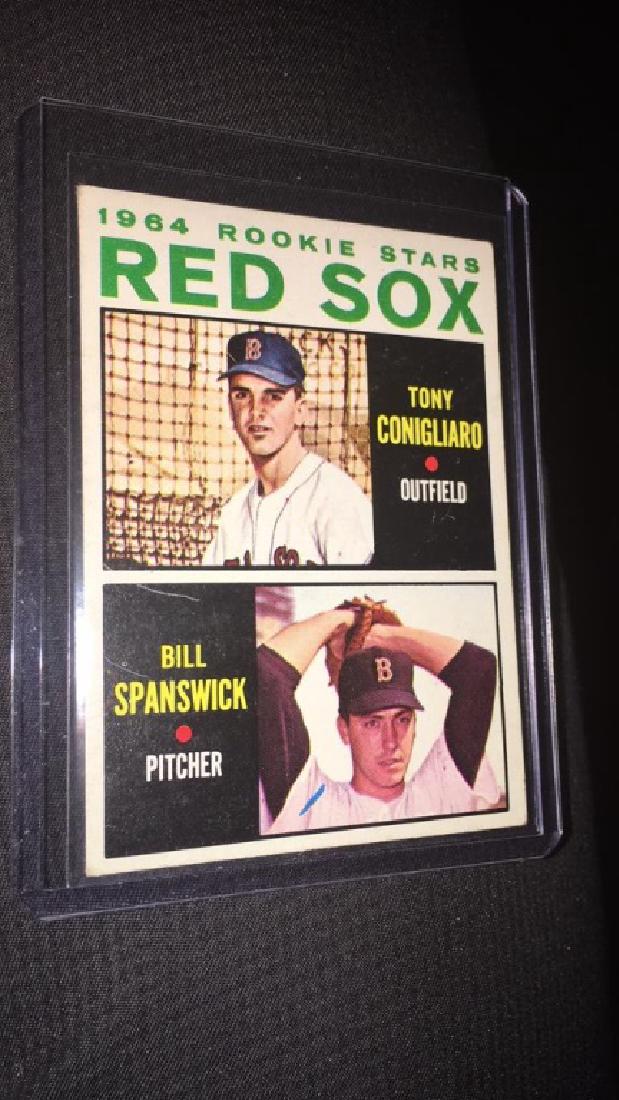 1964 ROOKIE STARS
RED SOX
B
TONY
CONIGLIARO
OUTFIELD
BILL
SPANSWICK
PITCHER
B